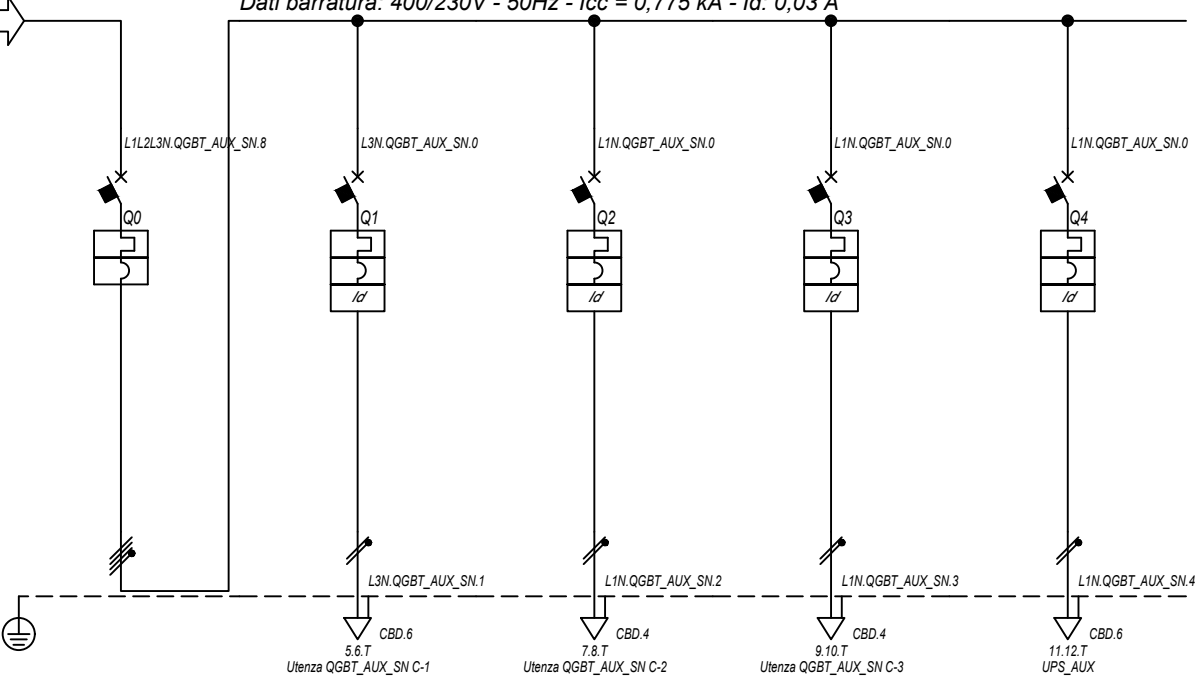 Dati barratura: 400/230V - 50Hz - Icc = 0,775 kA - Id: 0,03 A
L1L2L3N.QGBT_AUX_SN.8
L3N.QGBT_AUX_SN.0
L1N.QGBT_AUX_SN.0
L1N.QGBT_AUX_SN.0
L1N.QGBT_AUX_SN.0
Q0
Q1
Q2
Q3
Q4
Id
Id
Id
Id
L3N.QGBT_AUX_SN.1
L1N.QGBT_AUX_SN.2
L1N.QGBT_AUX_SN.3
L1N.QGBT_AUX_SN.4
CBD.6
CBD.4
CBD.4
CBD.6
5.6.T
7.8.T
9.10.T
11.12.T
Utenza QGBT_AUX_SN C-1
Utenza QGBT_AUX_SN C-2
Utenza QGBT_AUX_SN C-3
UPS_AUX